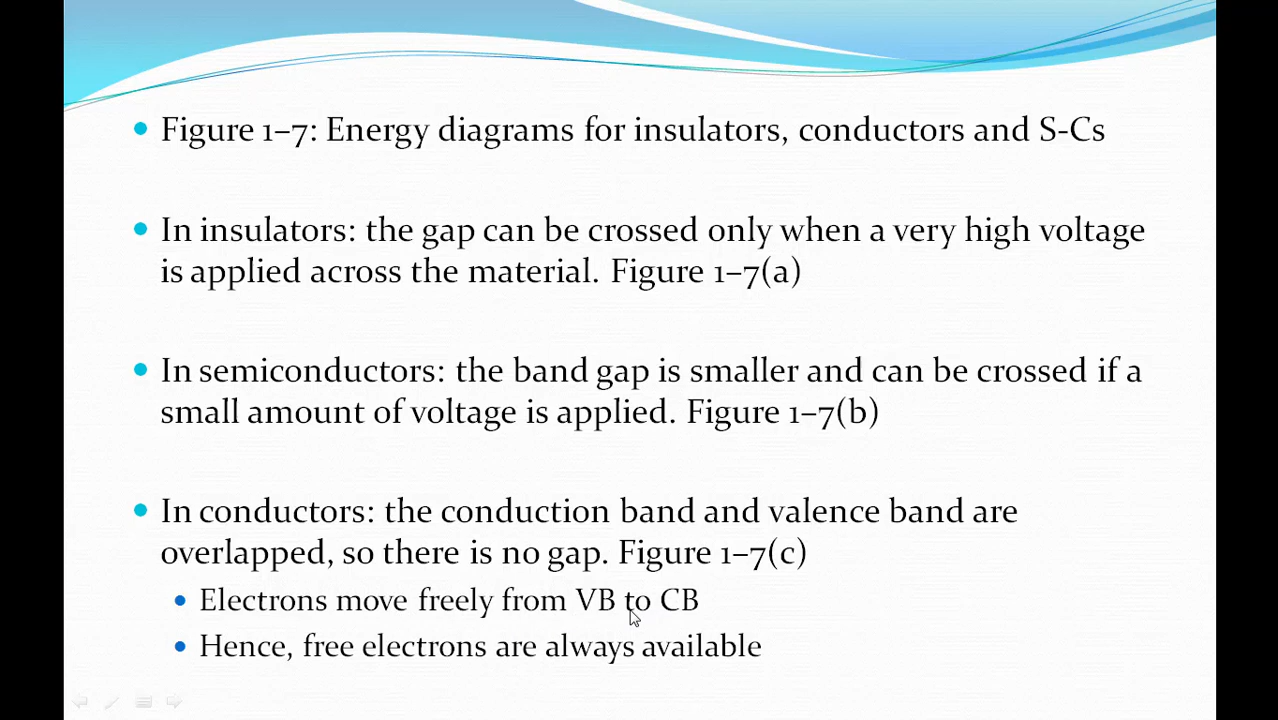 Figure 1–7: Energy diagrams for insulators, conductors and S-Cs
In insulators: the gap can be crossed only when a very high voltage
is applied across the material. Figure 1–7(a)
In semiconductors: the band gap is smaller and can be crossed if a
small amount of voltage is applied. Figure 1–7(b)
In conductors: the conduction band and valence band are
overlapped, so there is no gap. Figure 1–7(c)
Electrons move freely from VB to CB
Hence, free electrons are always available